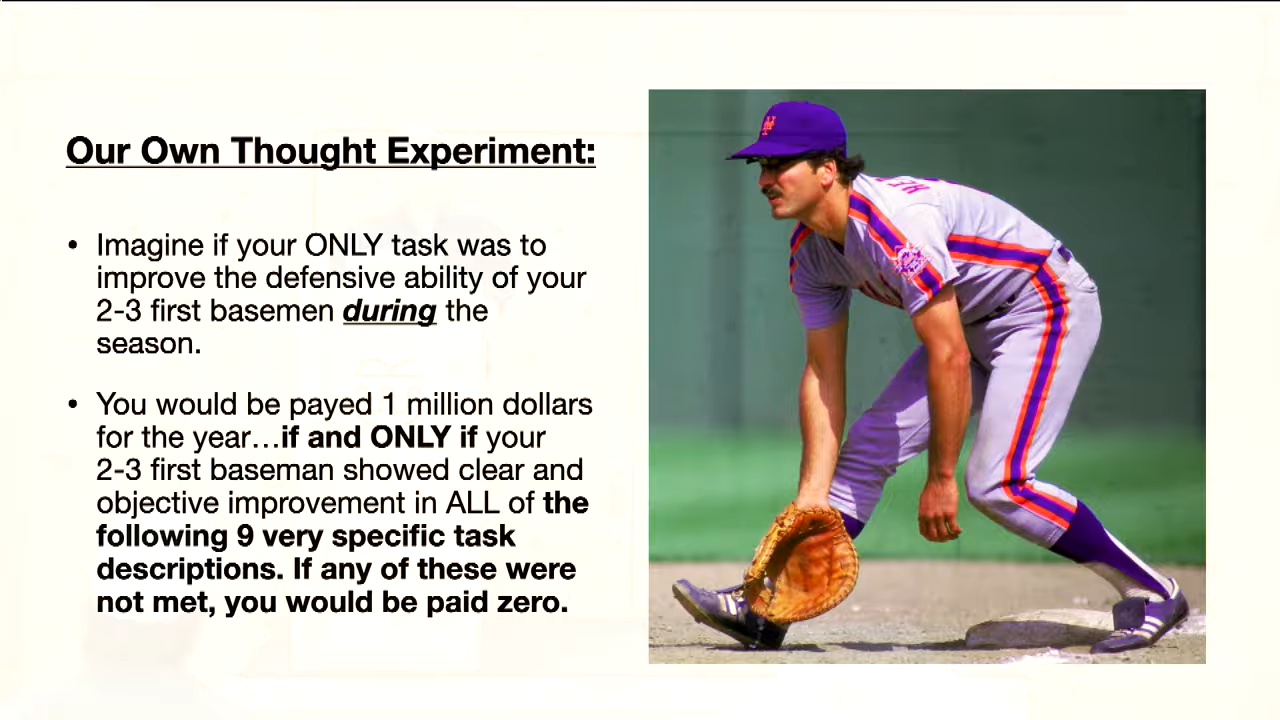 Our Own Thought Experiment:
• Imagine if your ONLY task was to
improve the defensive ability of your
2-3 first basemen during the
season.
• You would be payed 1 million dollars
for the year…if and ONLY if your
2-3 first baseman showed clear and
objective improvement in ALL of the
following 9 very specific task
descriptions. If any of these were
not met, you would be paid zero.